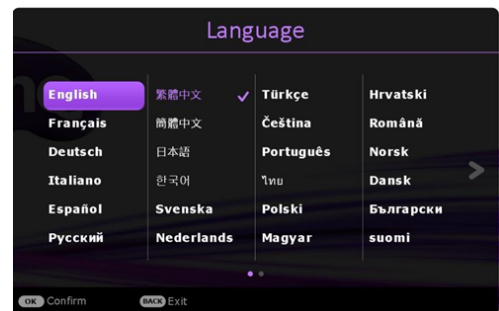 Language
English 繁體中文 Türkçe Hrvatski
Français 簡體中文 Čeština Română
Deutsch 日本語 Português Norsk
Italiano 한국어 ไทย Dansk
Español Svenska Polski Български
Русский Nederlands Magyar suomi
OK Confirm BACK Exit